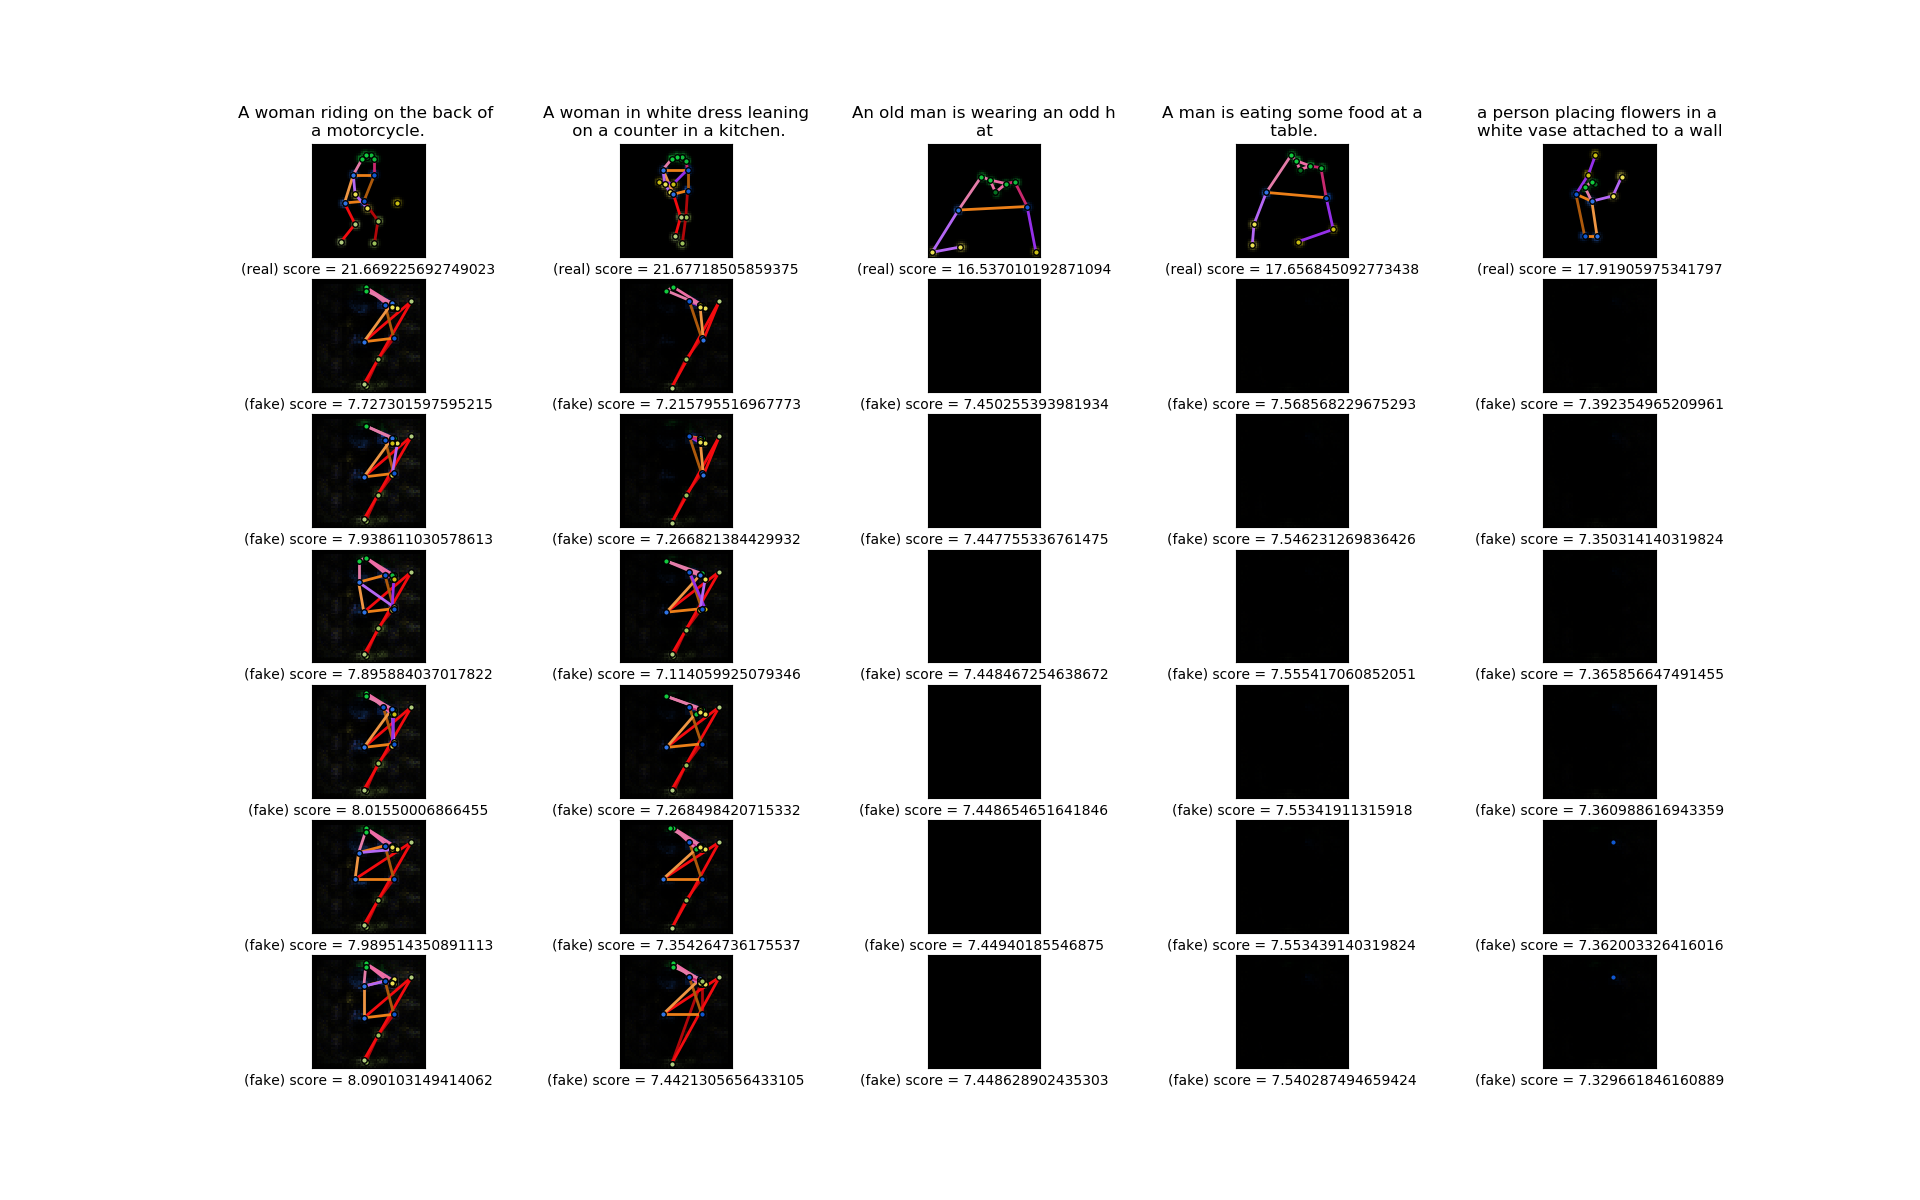 A woman riding on the back of
a motorcycle.
A woman in white dress leaning
on a counter in a kitchen.
An old man is wearing an odd h
at
A man is eating some food at a
table.
a person placing flowers in a
white vase attached to a wall
(real) score = 21.669225692749023
(real) score = 21.67718505859375
(real) score = 16.537010192871094
(real) score = 17.656845092773438
(real) score = 17.91905975341797
(fake) score = 7.727301597595215
(fake) score = 7.215795516967773
(fake) score = 7.450255393981934
(fake) score = 7.568568229675293
(fake) score = 7.392354965209961
(fake) score = 7.938611030578613
(fake) score = 7.266821384429932
(fake) score = 7.447755336761475
(fake) score = 7.546231269836426
(fake) score = 7.350314140319824
(fake) score = 7.895884037017822
(fake) score = 7.114059925079346
(fake) score = 7.448467254638672
(fake) score = 7.555417060852051
(fake) score = 7.365856647491455
(fake) score = 8.01550006866455
(fake) score = 7.268498420715332
(fake) score = 7.448654651641846
(fake) score = 7.55341911315918
(fake) score = 7.360988616943359
(fake) score = 7.989514350891113
(fake) score = 7.354264736175537
(fake) score = 7.44940185546875
(fake) score = 7.553439140319824
(fake) score = 7.362003326416016
(fake) score = 8.090103149414062
(fake) score = 7.4421305656433105
(fake) score = 7.448628902435303
(fake) score = 7.540287494659424
(fake) score = 7.329661846160889